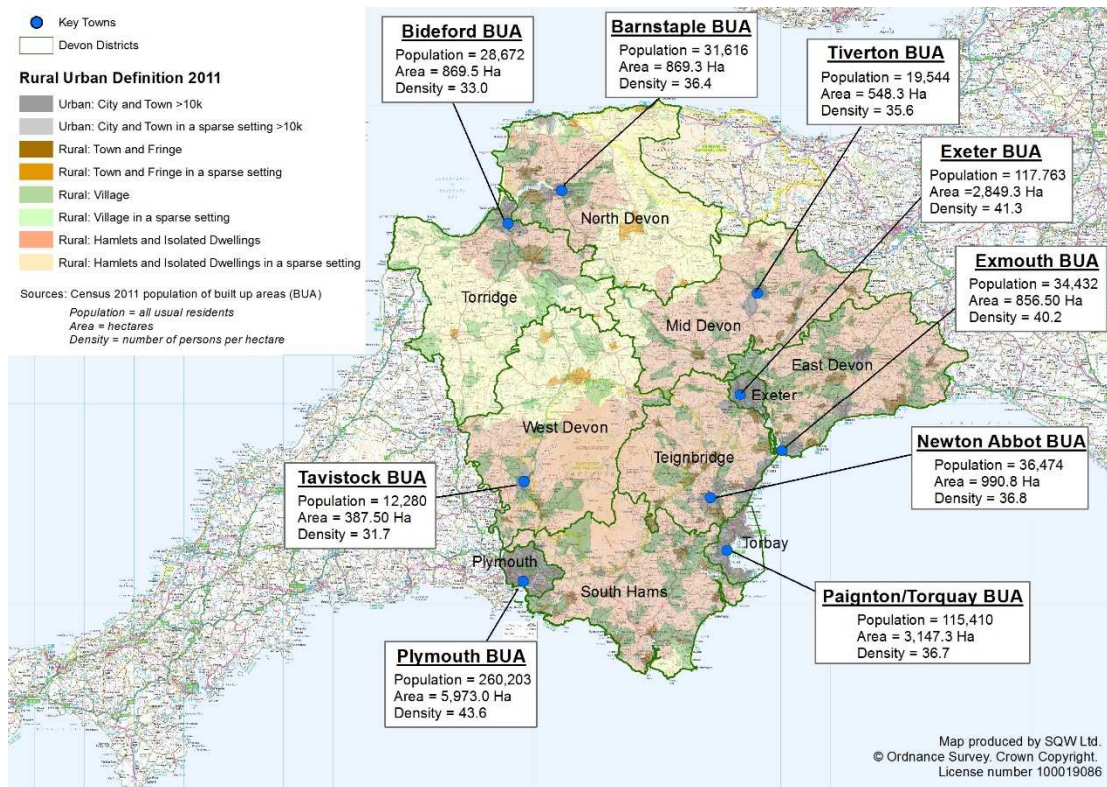 Key Towns
Devon Districts
Rural Urban Definition 2011
Urban: City and Town >10k
Urban: City and Town in a sparse setting >10k
Rural: Town and Fringe
Rural: Town and Fringe in a sparse setting
Rural: Village
Rural: Village in a sparse setting
Rural: Hamlets and Isolated Dwellings
Rural: Hamlets and Isolated Dwellings in a sparse setting
Sources: Census 2011 population of built up areas (BUA)
Population = all usual residents
Area = hectares
Density = number of persons per hectare
Bideford BUA
Population = 28,672
Area = 869.5 Ha
Density = 33.0
Barnstaple BUA
Population = 31,616
Area = 869.3 Ha
Density = 36.4
Tiverton BUA
Population = 19,544
Area = 548.3 Ha
Density = 35.6
Exeter BUA
Population = 117.763
Area =2,849.3 Ha
Density = 41.3
Exmouth BUA
Population = 34,432
Area = 856.50 Ha
Density = 40.2
North Devon
Torridge
Mid Devon
East Devon
Exeter
West Devon
Teignbridge
Newton Abbot BUA
Population = 36,474
Area = 990.8 Ha
Density = 36.8
Tavistock BUA
Population = 12,280
Area = 387.50 Ha
Density = 31.7
Torbay
Plymouth
South Hams
Paignton/Torquay BUA
Population = 115,410
Area = 3,147.3 Ha
Density = 36.7
Plymouth BUA
Population = 260,203
Area = 5,973.0 Ha
Density = 43.6
Map produced by SQW Ltd.
© Ordnance Survey. Crown Copyright.
License number 100019086